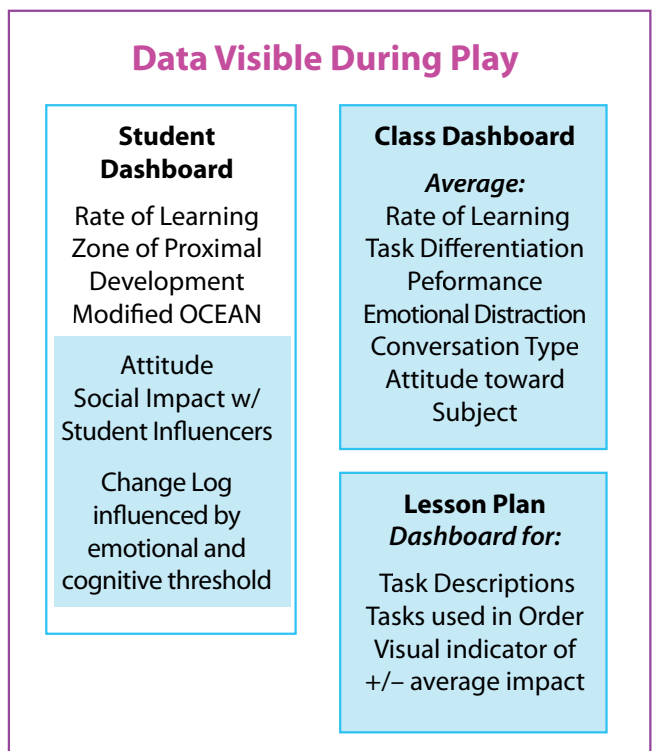 Data Visible During Play
Student
Dashboard
Rate of Learning
Zone of Proximal
Development
Modified OCEAN
Attitude
Social Impact w/
Student Influencers
Change Log
influenced by
emotional and
cognitive threshold
Class Dashboard
Average:
Rate of Learning
Task Differentiation
Peformance
Emotional Distraction
Conversation Type
Attitude toward
Subject
Lesson Plan
Dashboard for:
Task Descriptions
Tasks used in Order
Visual indicator of
+/– average impact